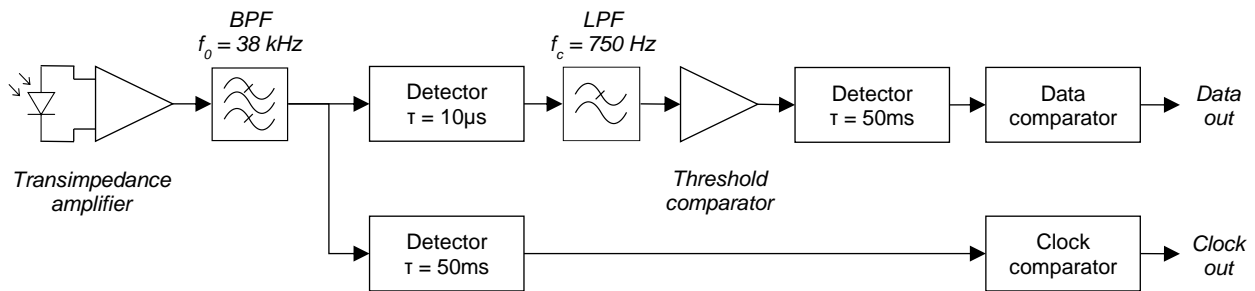 BPF
f0 = 38 kHz
LPF
fc = 750 Hz
Detector
τ = 10µs
Detector
τ = 50ms
Data
comparator
Data
out
Transimpedance
amplifier
Threshold
comparator
Detector
τ = 50ms
Clock
comparator
Clock
out